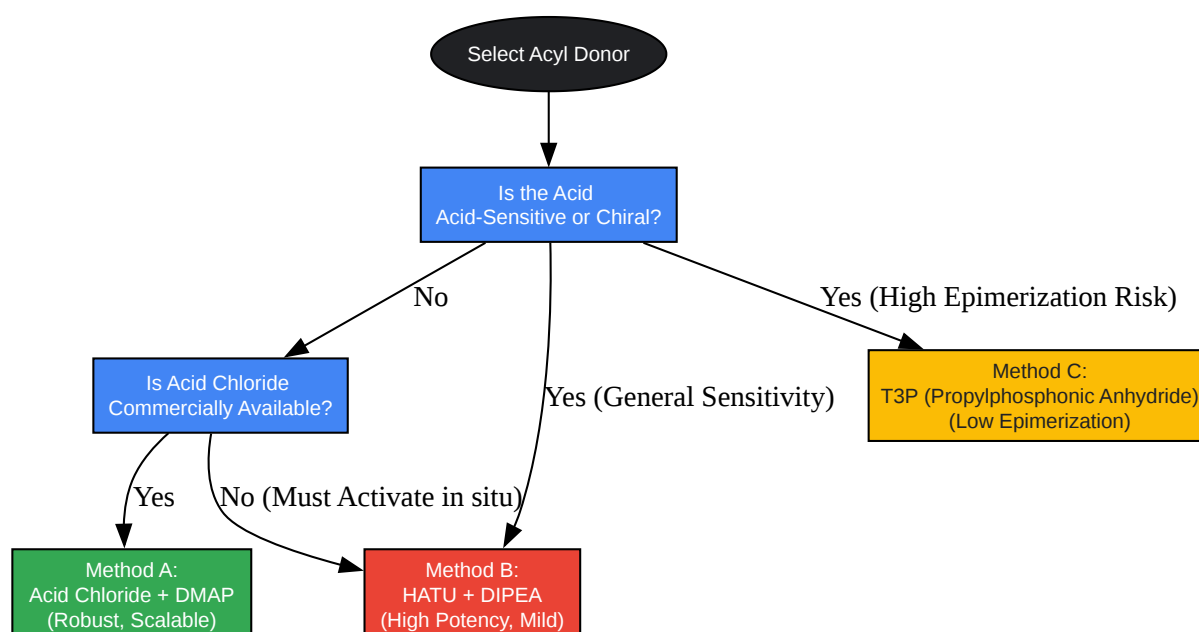 Select Acyl Donor
Is the Acid
Acid-Sensitive or Chiral?
No
Yes (High Epimerization Risk)
Is Acid Chloride
Commercially Available?
Yes (General Sensitivity)
Method C:
T3P (Propylphosphonic Anhydride)
(Low Epimerization)
Yes
No (Must Activate in situ)
Method A:
Acid Chloride + DMAP
(Robust, Scalable)
Method B:
HATU + DIPEA
(High Potency, Mild)